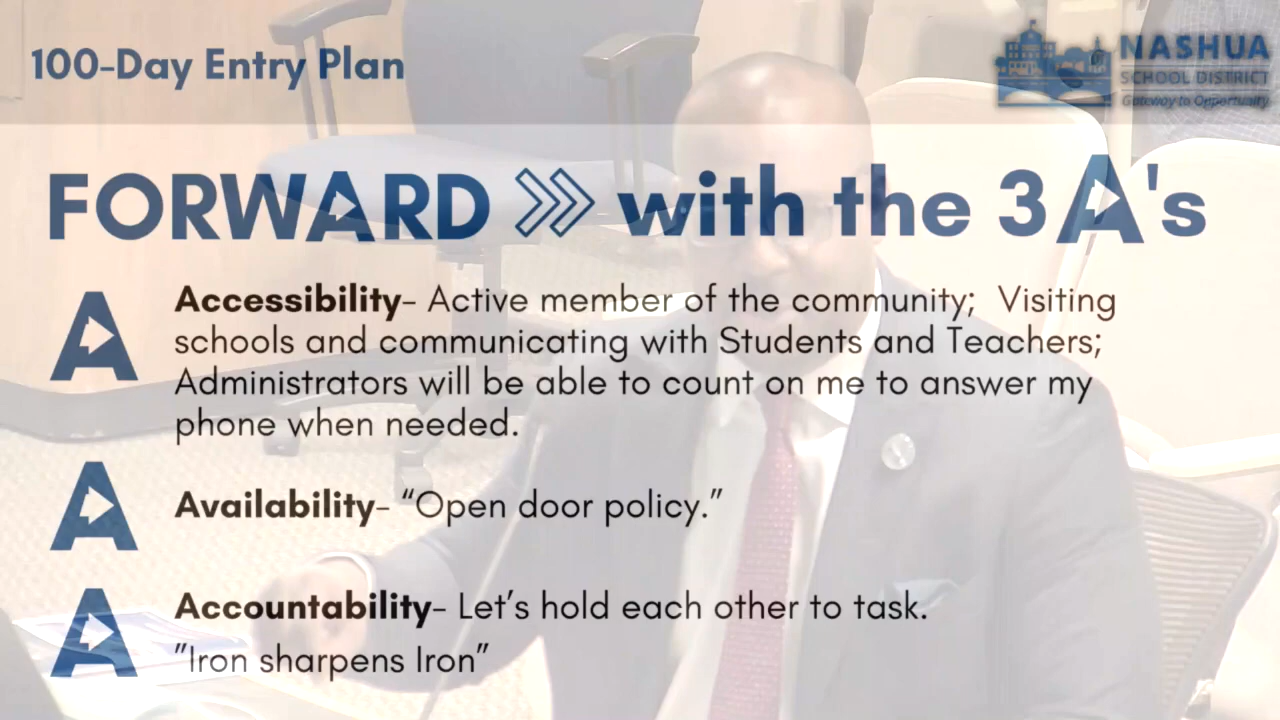 100-Day Entry Plan
NASHUA
SCHOOL DISTRICT
Gateway to Opportunity
FORWARD with the 3 A's
Accessibility- Active member of the community; Visiting
schools and communicating with Students and Teachers;
Administrators will be able to count on me to answer my
phone when needed.
Availability- “Open door policy.”
Accountability- Let’s hold each other to task.
”Iron sharpens Iron”